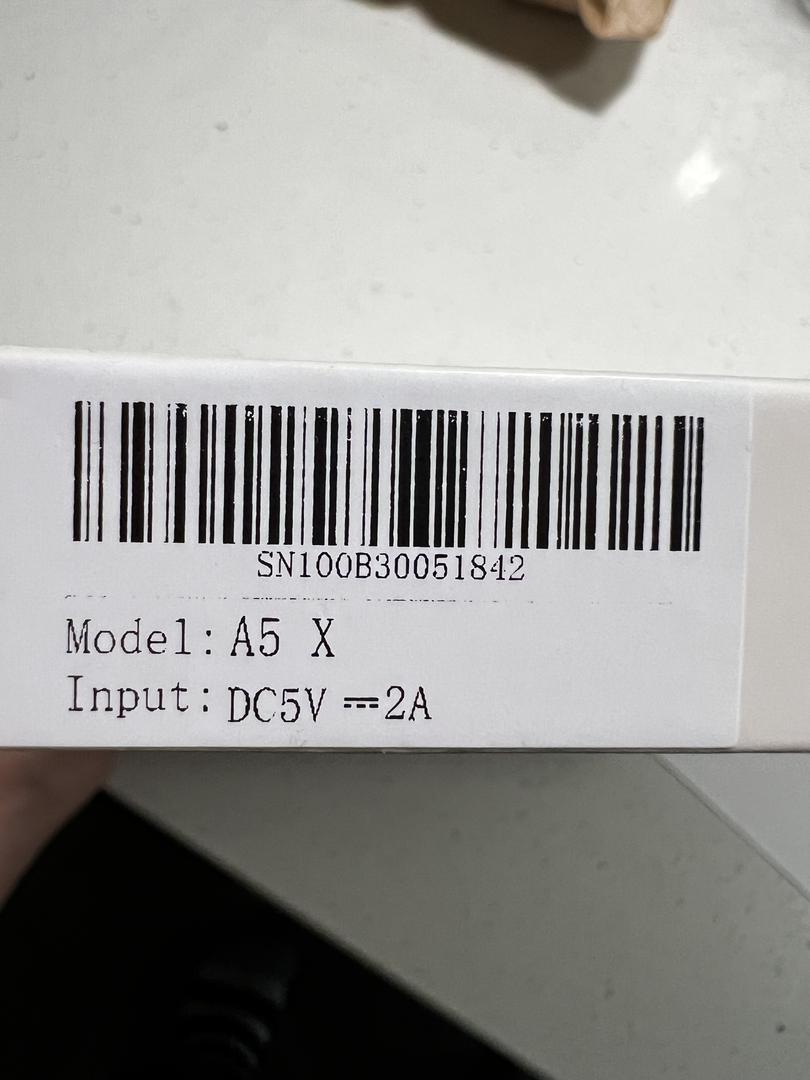 SN100B30051842
Model: A5 X
Input: DC5V ⎓2A